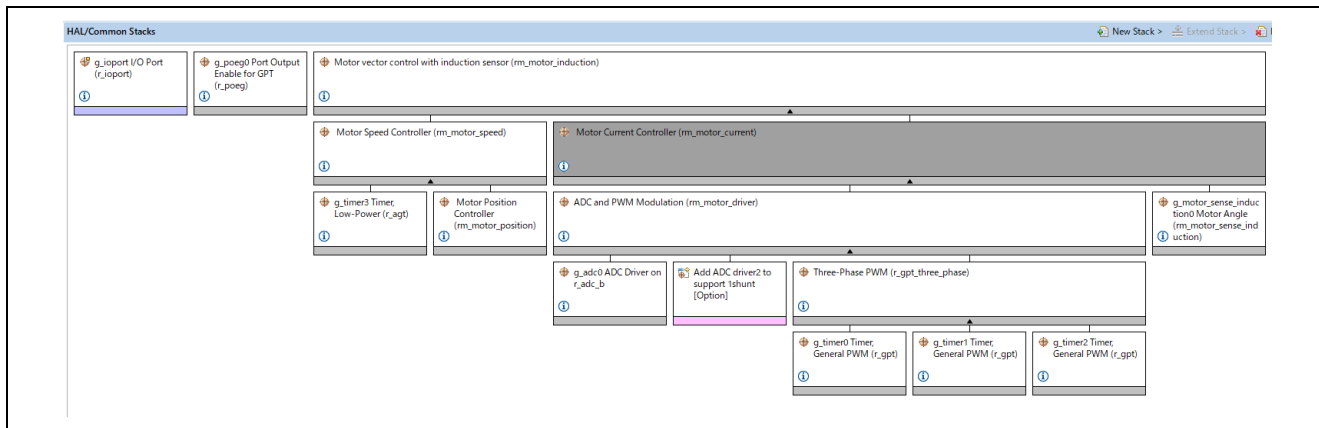 HAL/Common Stacks
New Stack >
Extend Stack >
g_ioport I/O Port
(r_ioport)
g_poeg0 Port Output
Enable for GPT
(r_poeg)
Motor vector control with induction sensor (rm_motor_induction)
Motor Speed Controller (rm_motor_speed)
Motor Current Controller (rm_motor_current)
g_timer3 Timer,
Low-Power (r_agt)
Motor Position
Controller
(rm_motor_position)
ADC and PWM Modulation (rm_motor_driver)
g_motor_sense_induc
tion0 Motor Angle
(rm_motor_sense_ind
uction)
g_adc0 ADC Driver on
r_adc_b
Add ADC driver2 to
support 1shunt
[Option]
Three-Phase PWM (r_gpt_three_phase)
g_timer0 Timer,
General PWM (r_gpt)
g_timer1 Timer,
General PWM (r_gpt)
g_timer2 Timer,
General PWM (r_gpt)